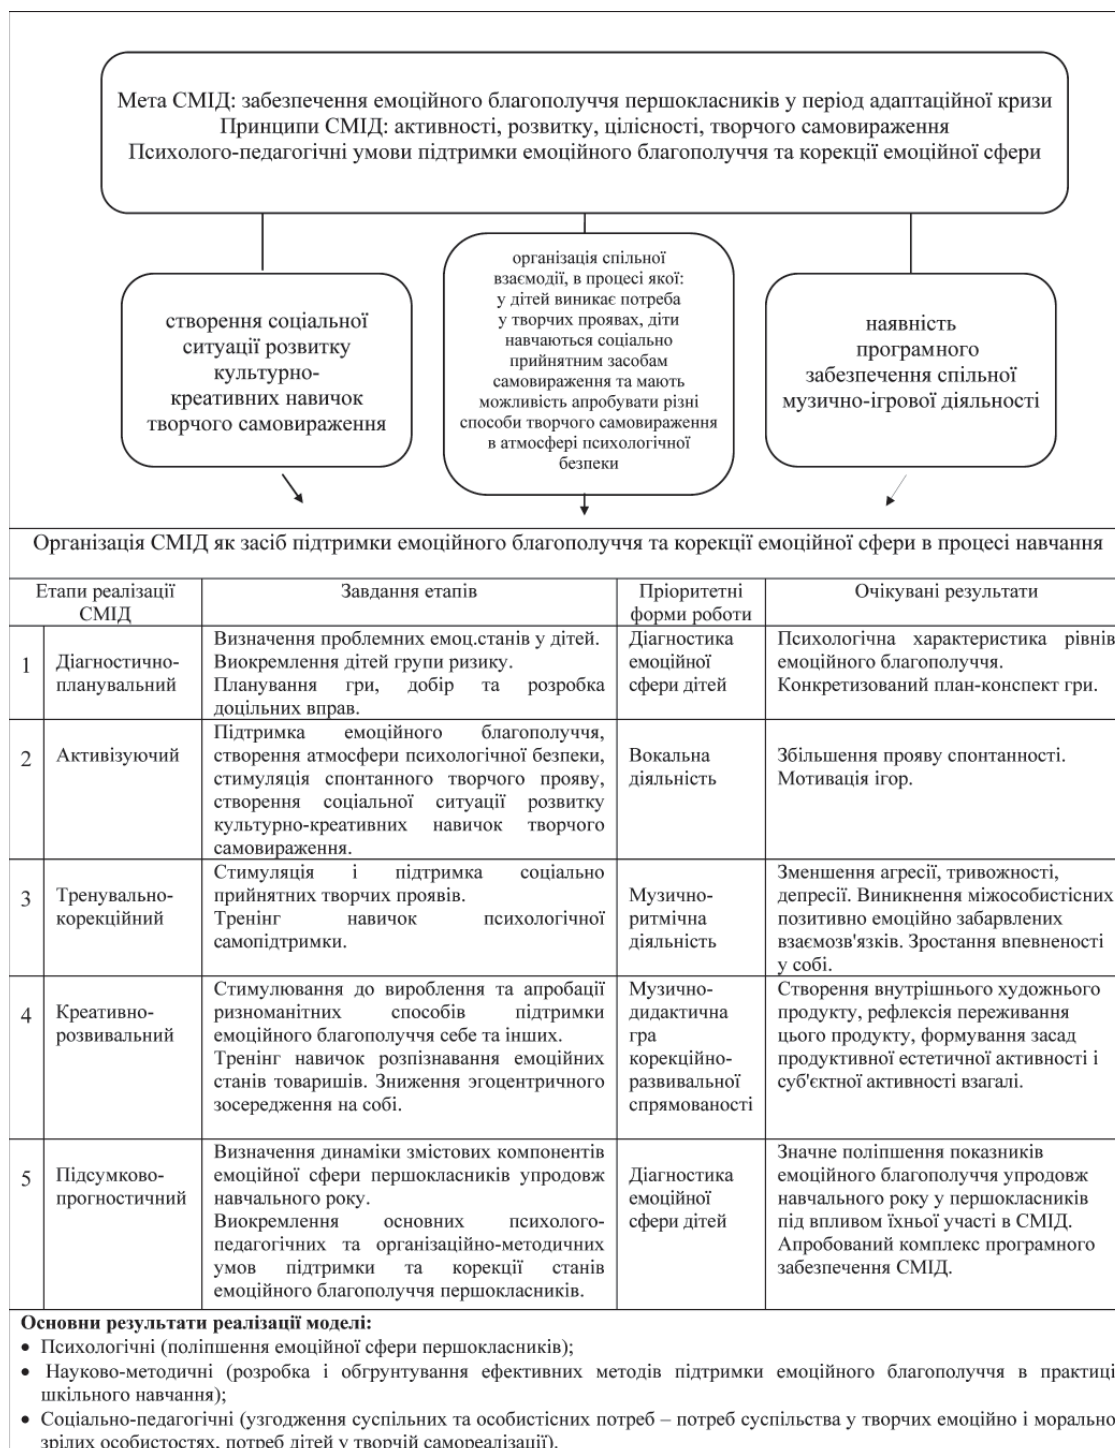 Мета СМІД: забезпечення емоційного благополуччя першокласників у період адаптаційної кризи
Принципи СМІД: активності, розвитку, цілісності, творчого самовираження
Психолого-педагогічні умови підтримки емоційного благополуччя та корекції емоційної сфери
створення соціальної
ситуації розвитку
культурно-
креативних навичок
творчого самовираження
організація спільної
взаємодії, в процесі якої:
у дітей виникає потреба
у творчих проявах, діти
навчаються соціально
прийнятним засобам
самовираження та мають
можливість апробувати різні
способи творчого самовираження
в атмосфері психологічної
безпеки
наявність
програмного
забезпечення спільної
музично-ігрової діяльності
Організація СМІД як засіб підтримки емоційного благополуччя та корекції емоційної сфери в процесі навчання
Етапи реалізації
СМІД
Завдання етапів
Пріоритетні
форми роботи
Очікувані результати
1
Діагностично-
планувальний
Визначення проблемних емоц.станів у дітей.
Виокремлення дітей групи ризику.
Планування гри, добір та розробка
доцільних вправ.
Діагностика
емоційної
сфери дітей
Психологічна характеристика рівнів
емоційного благополуччя.
Конкретизований план-конспект гри.
2
Активізуючий
Підтримка емоційного благополуччя,
створення атмосфери психологічної безпеки,
стимуляція спонтанного творчого прояву,
створення соціальної ситуації розвитку
культурно-креативних навичок творчого
самовираження.
Вокальна
діяльність
Збільшення прояву спонтанності.
Мотивація ігор.
3
Тренувально-
корекційний
Стимуляція і підтримка соціально
прийнятних творчих проявів.
Тренінг навичок психологічної
самопідтримки.
Музично-
ритмічна
діяльність
Зменшення агресії, тривожності,
депресії. Виникнення міжособистісних
позитивно емоційно забарвлених
взаємозв'язків. Зростання впевненості
у собі.
4
Креативно-
розвивальний
Стимулювання до вироблення та апробації
ризноманітних способів підтримки
емоційного благополуччя себе та інших.
Тренінг навичок розпізнавання емоційних
станів товаришів. Зниження эгоцентричного
зосередження на собі.
Музично-
дидактична
гра
корекційно-
развивальної
спрямованості
Створення внутрішнього художнього
продукту, рефлексія переживання
цього продукту, формування засад
продуктивної естетичної активності і
суб'єктної активності взагалі.
5
Підсумково-
прогностичний
Визначення динаміки змістових компонентів
емоційної сфери першокласників упродовж
навчального року.
Виокремлення основних психолого-
педагогічних та організаційно-методичних
умов підтримки та корекції станів
емоційного благополуччя першокласників.
Діагностика
емоційної
сфери дітей
Значне поліпшення показників
емоційного благополуччя упродовж
навчального року у першокласників
під впливом їхньої участі в СМІД.
Апробований комплекс програмного
забезпечення СМІД.
Основни результати реалізації моделі:
• Психологічні (поліпшення емоційної сфери першокласників);
• Науково-методичні (розробка і обгрунтування ефективних методів підтримки емоційного благополуччя в практиці
шкільного навчання);
• Соціально-педагогічні (узгодження суспільних та особистісних потреб – потреб суспільства у творчих емоційно і морально
зрілих особистостях, потреб дітей у творчій самореалізації).